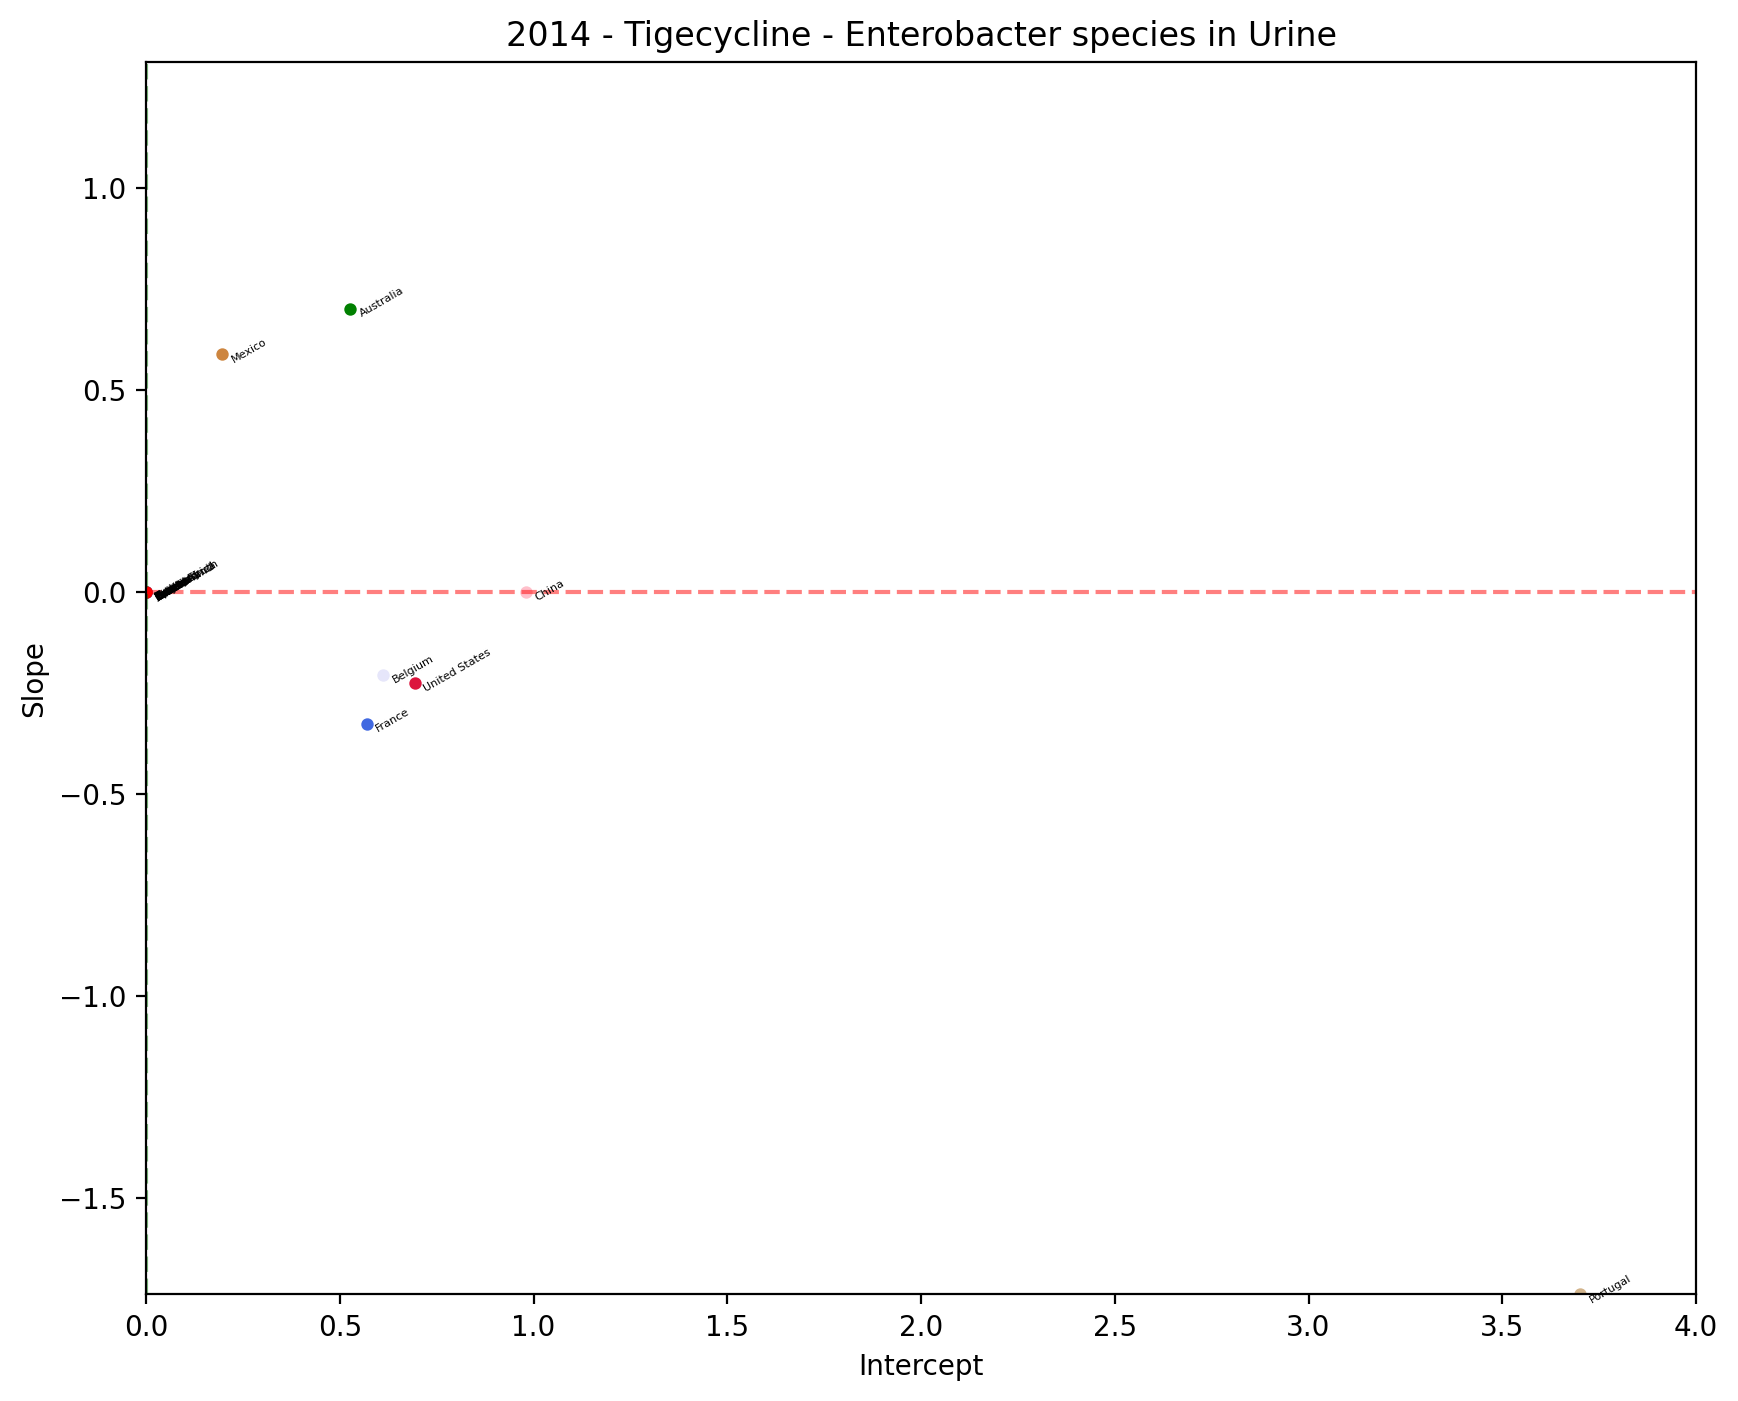 2014 - Tigecycline - Enterobacter species in Urine
1.0
0.5
0.0
−0.5
−1.0
−1.5
Slope
Australia
Mexico
China
Belgium
United States
France
Portugal
0.0 0.5 1.0 1.5 2.0 2.5 3.0 3.5 4.0
Intercept